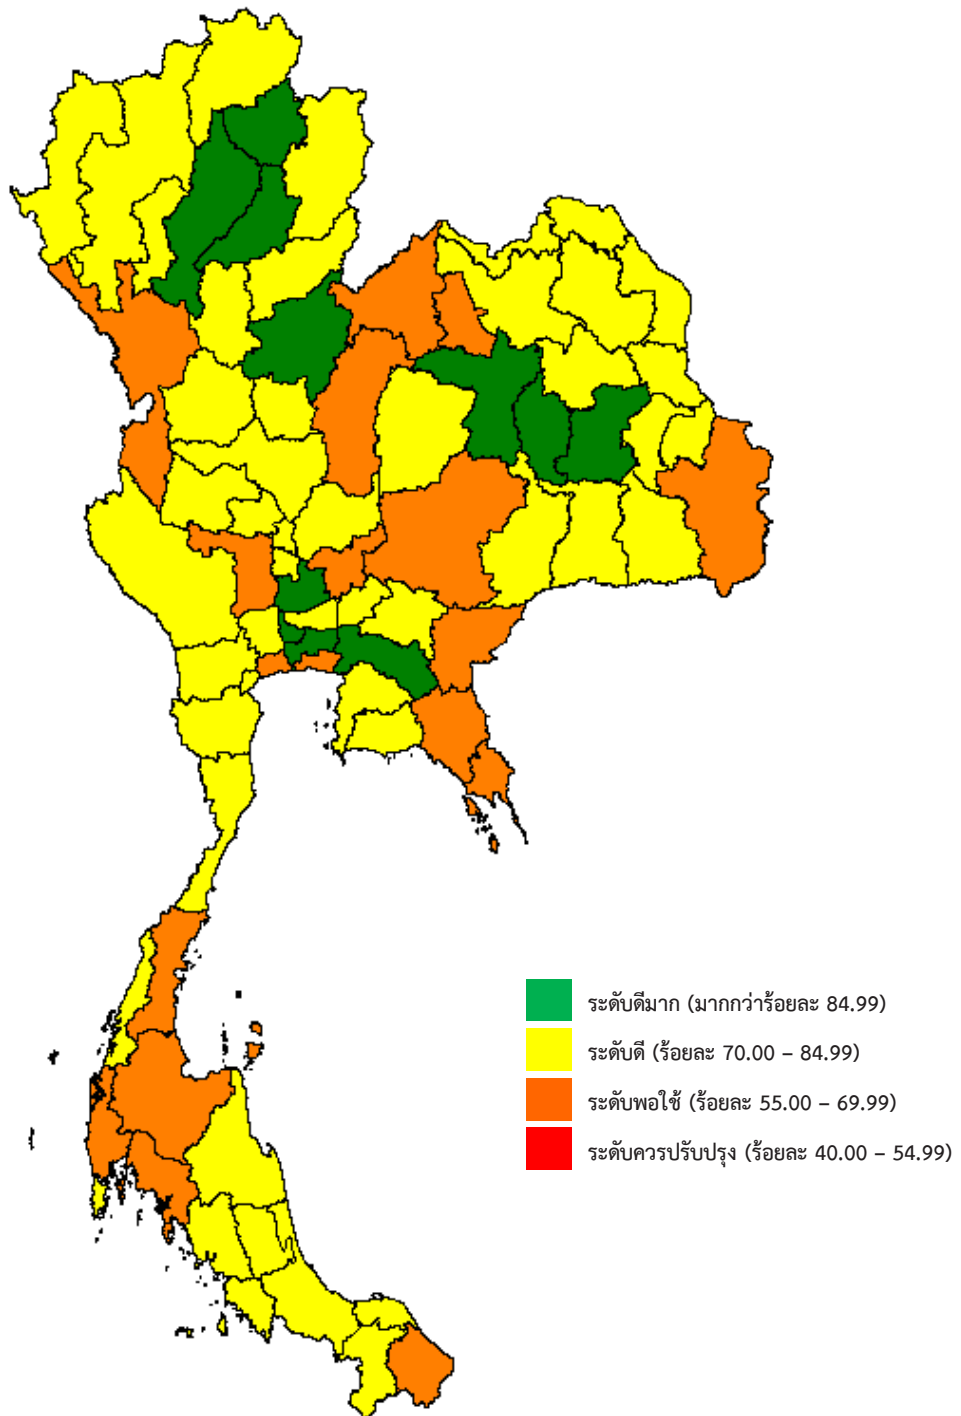 ระดับดีมาก (มากกว่าร้อยละ 84.99)
ระดับดี (ร้อยละ 70.00 – 84.99)
ระดับพอใช้ (ร้อยละ 55.00 – 69.99)
ระดับควรปรับปรุง (ร้อยละ 40.00 – 54.99)